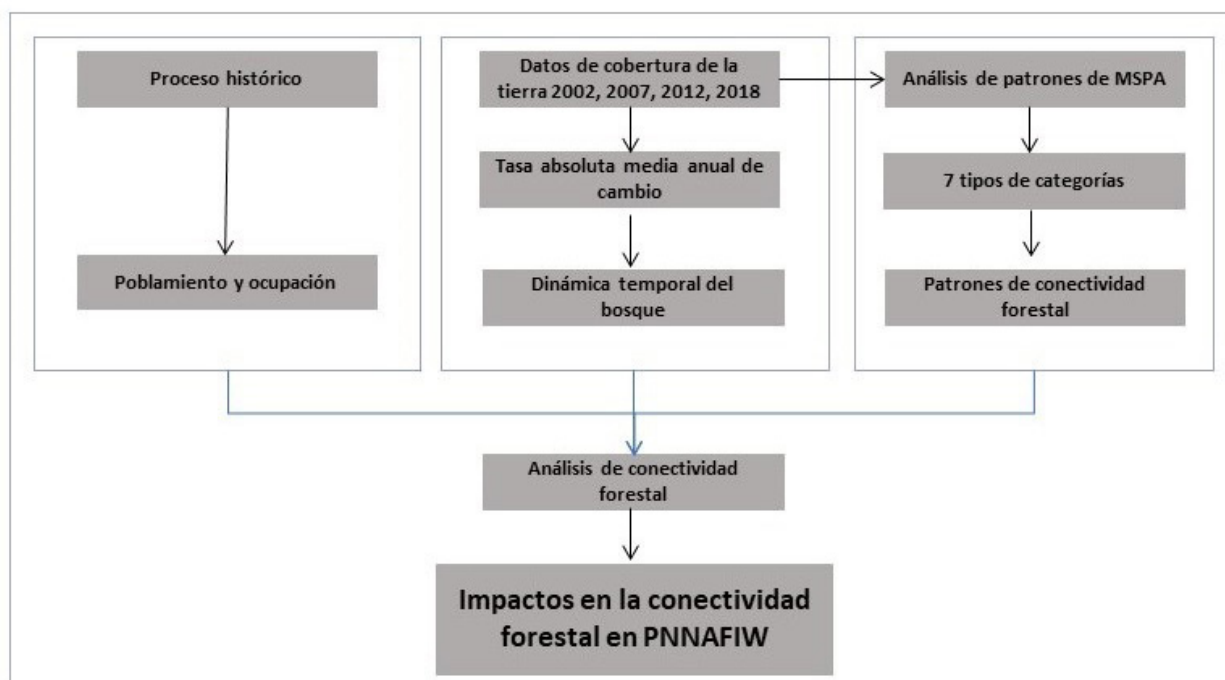 Proceso histórico
Poblamiento y ocupación
Datos de cobertura de la
tierra 2002, 2007, 2012, 2018
Tasa absoluta media anual de
cambio
Dinámica temporal del
bosque
Análisis de patrones de MSPA
7 tipos de categorías
Patrones de conectividad
forestal
Análisis de conectividad
forestal
Impactos en la conectividad
forestal en PNNAFIW